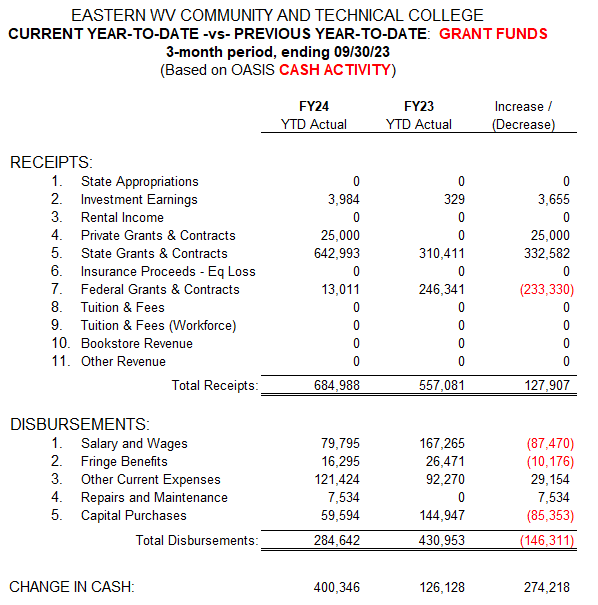 EASTERN WV COMMUNITY AND TECHNICAL COLLEGE
CURRENT YEAR-TO-DATE -vs- PREVIOUS YEAR-TO-DATE: GRANT FUNDS
3-month period, ending 09/30/23
(Based on OASIS CASH ACTIVITY)
FY24 FY23 Increase /
YTD Actual YTD Actual (Decrease)
RECEIPTS:
1. State Appropriations 0 0 0
2. Investment Earnings 3,984 329 3,655
3. Rental Income 0 0 0
4. Private Grants & Contracts 25,000 0 25,000
5. State Grants & Contracts 642,993 310,411 332,582
6. Insurance Proceeds - Eq Loss 0 0 0
7. Federal Grants & Contracts 13,011 246,341 (233,330)
8. Tuition & Fees 0 0 0
9. Tuition & Fees (Workforce) 0 0 0
10. Bookstore Revenue 0 0 0
11. Other Revenue 0 0 0
Total Receipts: 684,988 557,081 127,907
DISBURSEMENTS:
1. Salary and Wages 79,795 167,265 (87,470)
2. Fringe Benefits 16,295 26,471 (10,176)
3. Other Current Expenses 121,424 92,270 29,154
4. Repairs and Maintenance 7,534 0 7,534
5. Capital Purchases 59,594 144,947 (85,353)
Total Disbursements: 284,642 430,953 (146,311)
CHANGE IN CASH: 400,346 126,128 274,218